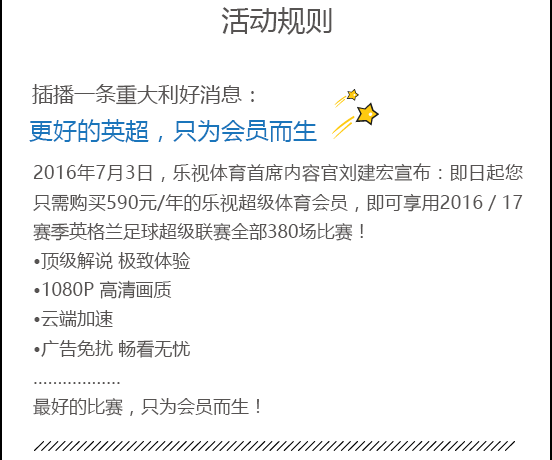 活动规则
插播一条重大利好消息：
更好的英超，只为会员而生
2016年7月3日，乐视体育首席内容官刘建宏宣布：即日起您
只需购买590元/年的乐视超级体育会员，即可享用2016 / 17
赛季英格兰足球超级联赛全部380场比赛！
•顶级解说 极致体验
•1080P 高清画质
•云端加速
•广告免扰 畅看无忧
………………
最好的比赛，只为会员而生！